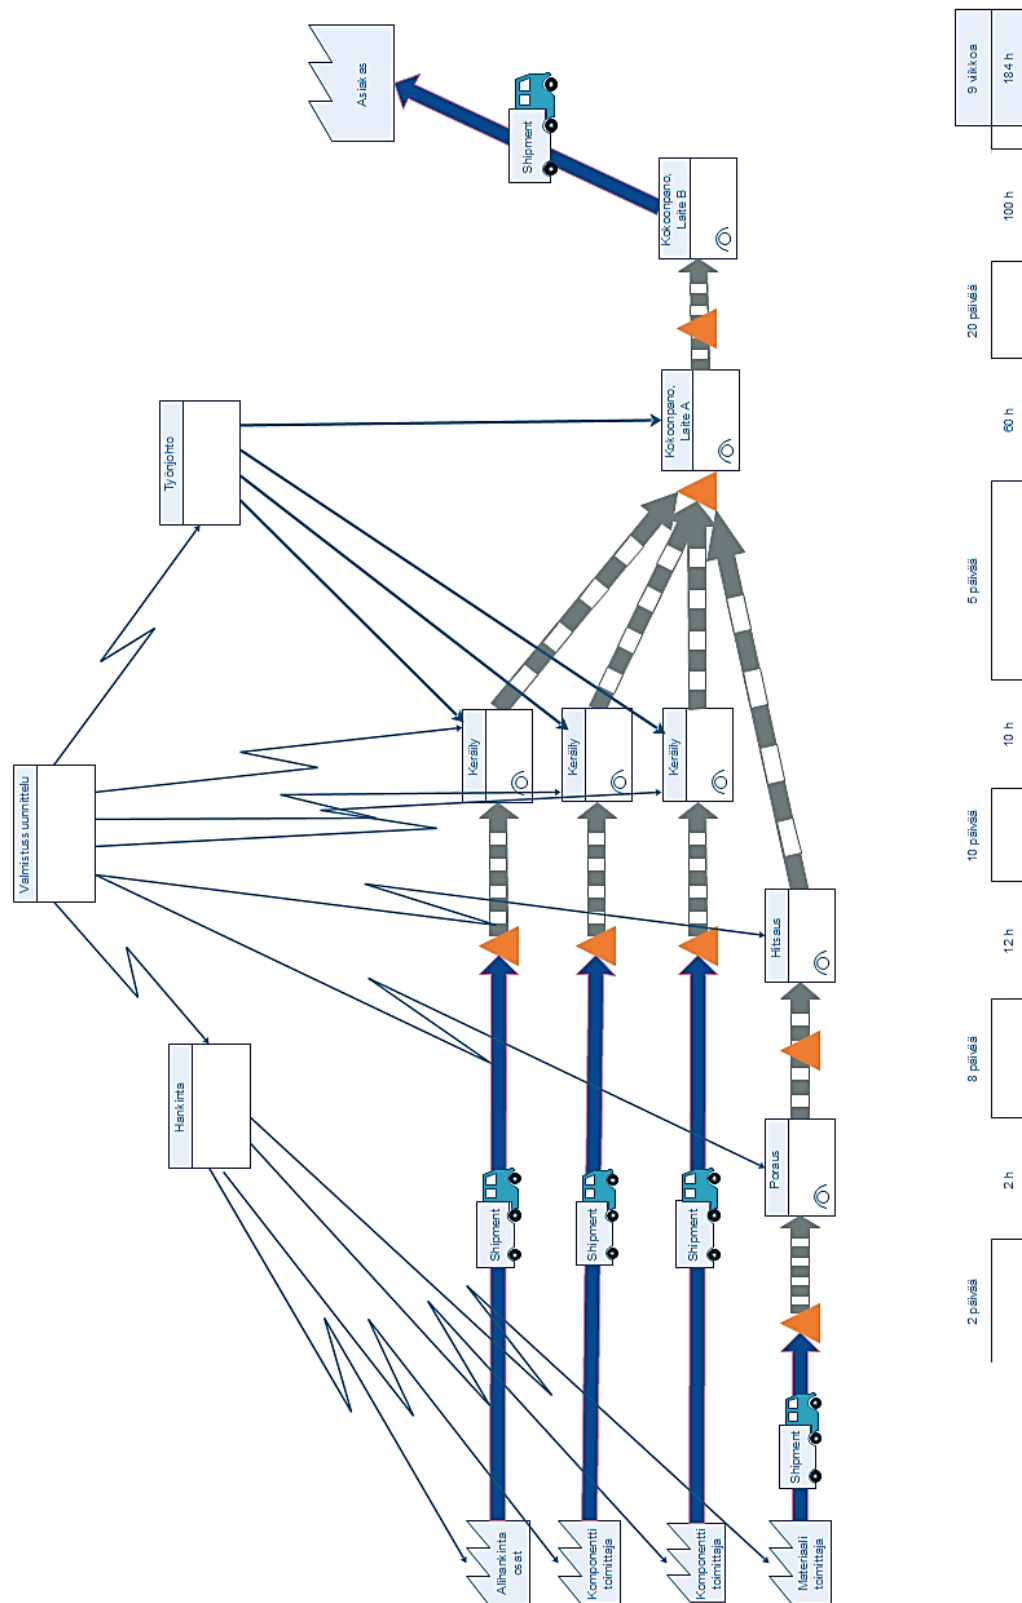 Valmistussuunnittelu
Hankinta
Työnjohto
Asiakas
Shipment
Alihankinta
osat
Shipment
Keräily
Komponentti
toimittaja
Shipment
Keräily
Komponentti
toimittaja
Shipment
Keräily
Kokoonpano,
Laite A
Kokoonpano,
Laite B
Materiaali
toimittaja
Shipment
Poraus
Hitsaus
2 päivää
2 h
8 päivää
12 h
10 päivää
10 h
5 päivää
60 h
20 päivää
100 h
9 viikkoa
184 h